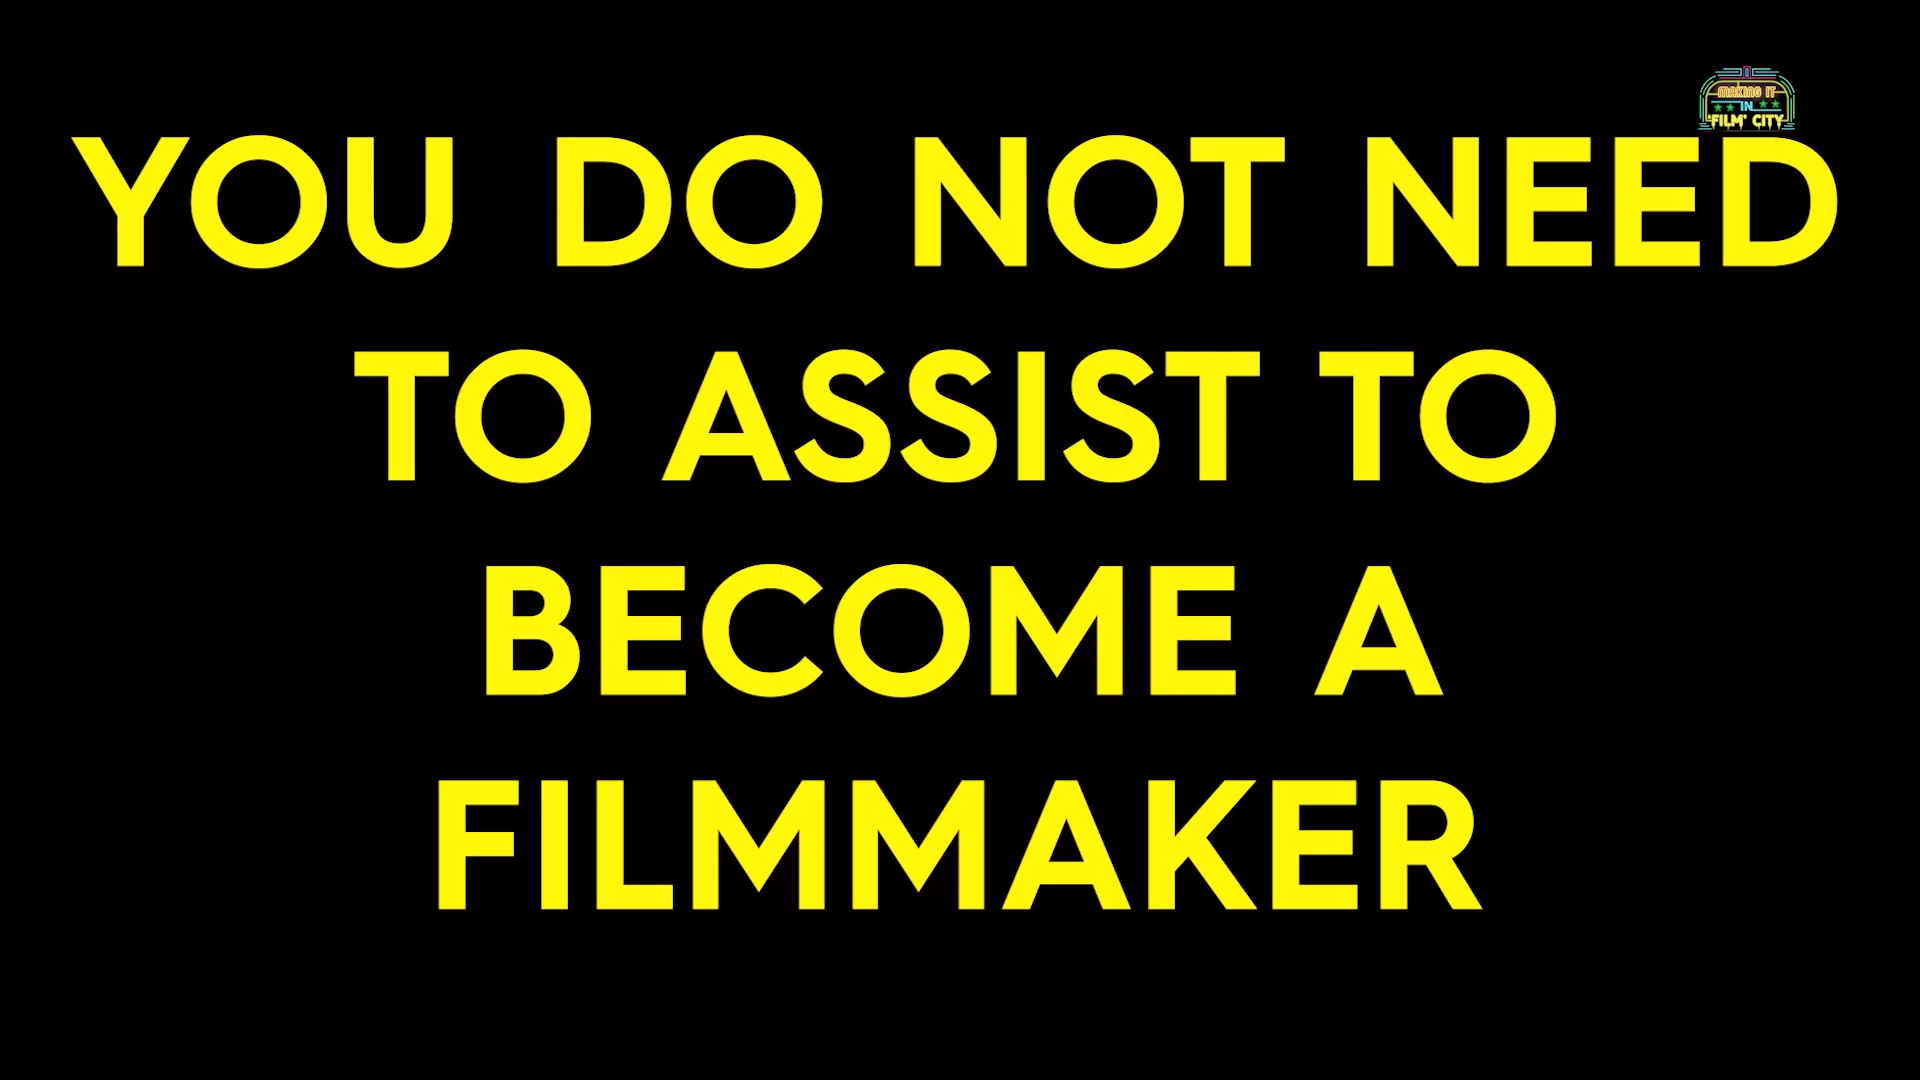 MAKING IT
IN
'FILM' CITY
YOU DO NOT NEED
TO ASSIST TO
BECOME A
FILMMAKER